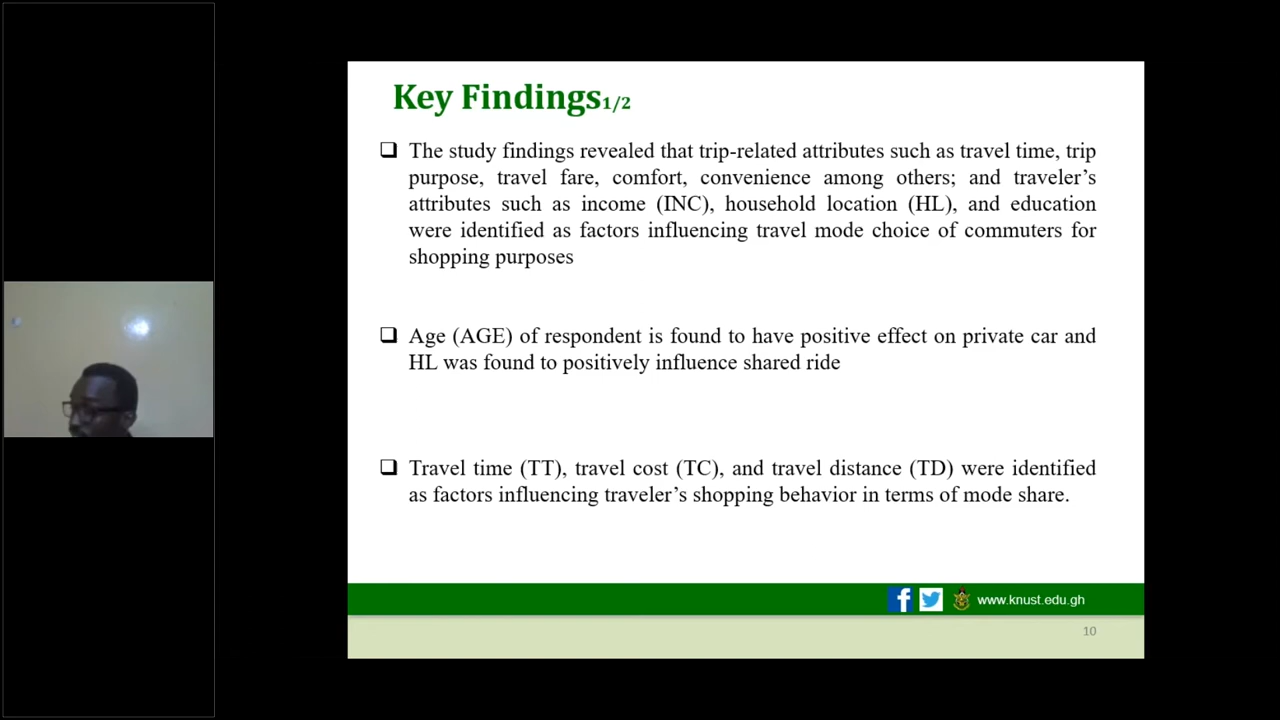 Key Findings1/2
❑ The study findings revealed that trip-related attributes such as travel time, trip
purpose, travel fare, comfort, convenience among others; and traveler’s
attributes such as income (INC), household location (HL), and education
were identified as factors influencing travel mode choice of commuters for
shopping purposes
❑ Age (AGE) of respondent is found to have positive effect on private car and
HL was found to positively influence shared ride
❑ Travel time (TT), travel cost (TC), and travel distance (TD) were identified
as factors influencing traveler’s shopping behavior in terms of mode share.
www.knust.edu.gh
10